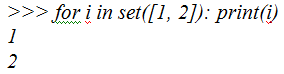 >>> for i in set([1, 2]): print(i)
1
2